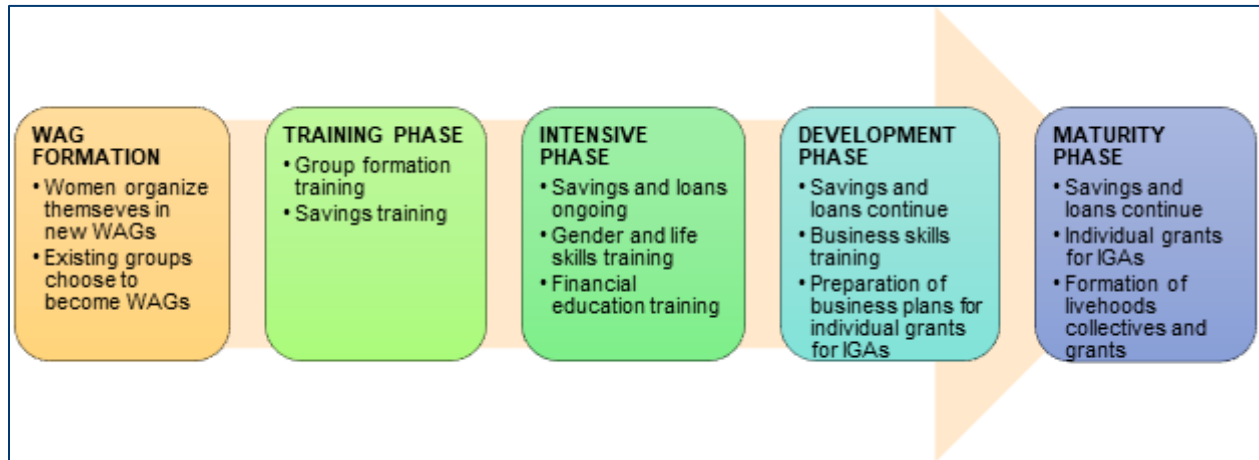 WAG
FORMATION
• Women organize
themseves in
new WAGs
• Existing groups
choose to
become WAGs
TRAINING PHASE
• Group formation
training
• Savings training
INTENSIVE
PHASE
• Savings and loans
ongoing
• Gender and life
skills training
• Financial
education training
DEVELOPMENT
PHASE
• Savings and
loans continue
• Business skills
training
• Preparation of
business plans for
individual grants
for IGAs
MATURITY
PHASE
• Savings and
loans continue
• Individual grants
for IGAs
• Formation of
livehoods
collectives and
grants